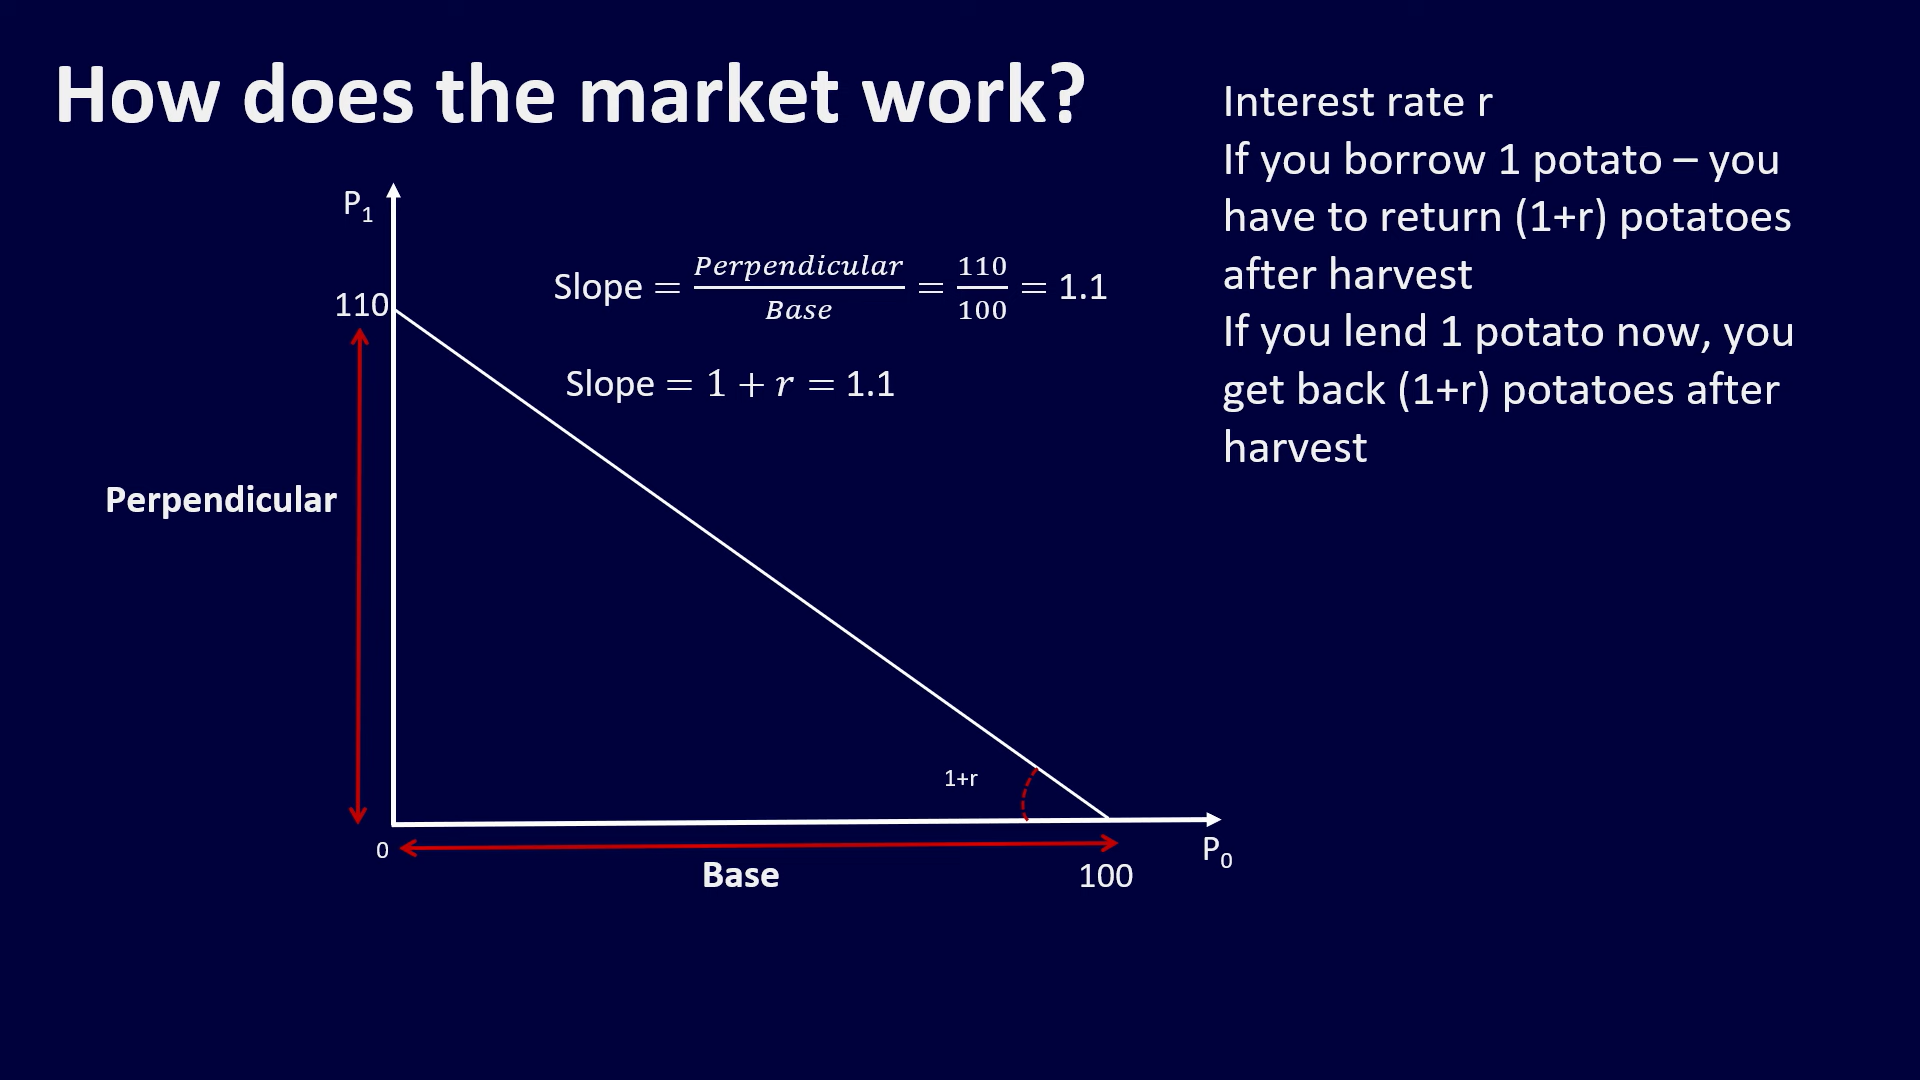 How does the market work?
Interest rate r
If you borrow 1 potato – you
have to return (1+r) potatoes
after harvest
If you lend 1 potato now, you
get back (1+r) potatoes after
harvest
P₁
110
Slope = Perpendicular/Base = 110/100 = 1.1
Slope = 1 + r = 1.1
Perpendicular
1+r
0
Base
100
P₀